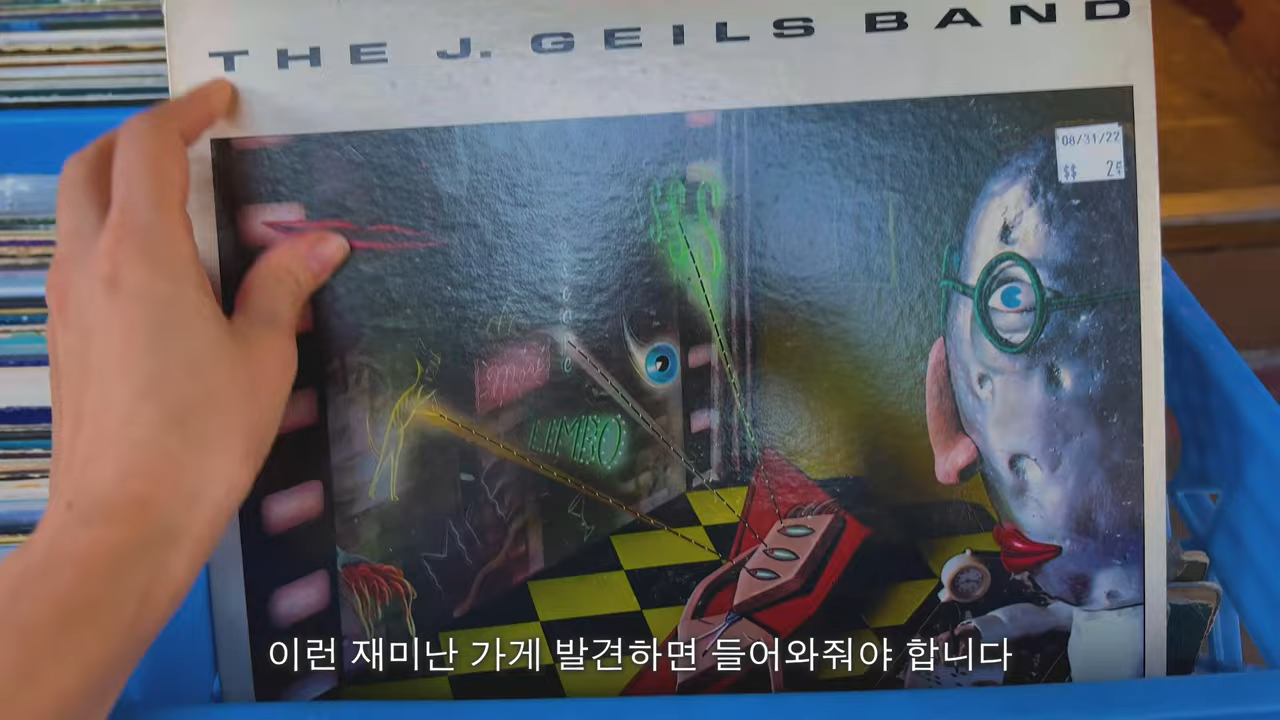 THE J. GEILS BAND
08/31/22
$$ 2¢
LIMBO
이런 재미난 가게 발견하면 들어와줘야 합니다